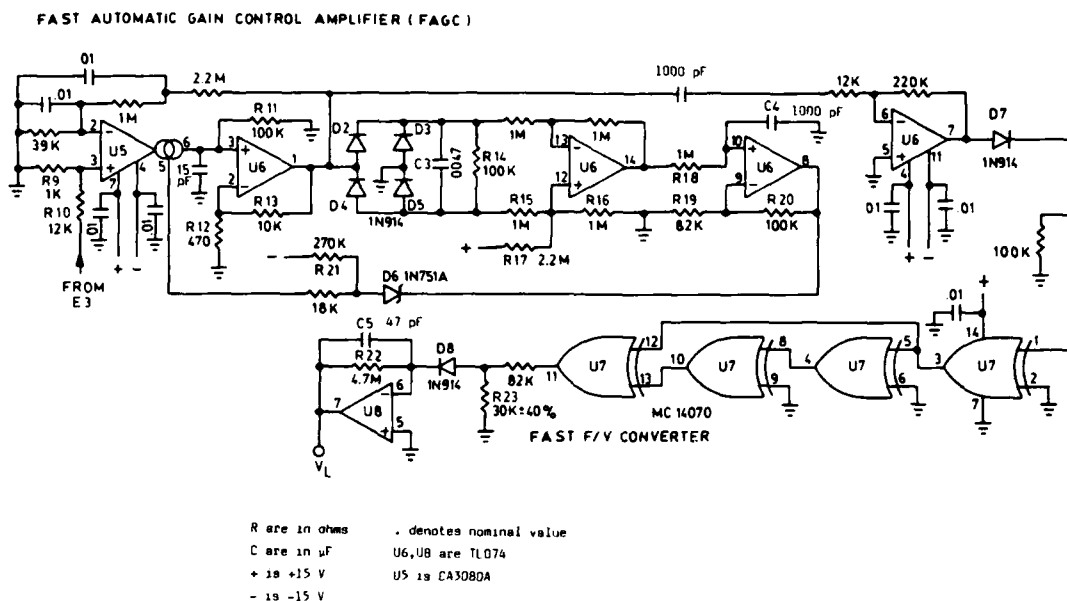 FAST AUTOMATIC GAIN CONTROL AMPLIFIER (FAGC)
.01
2.2M
1000 pF
12K
220K
.01
1M
R11
100K
C4
1000 pF
D7
1N914
39K
2
3
U5
6
5
4
7
15
pF
3
2
U6
1
D2
D3
D4
D5
1N914
C3
.0047
R14
100K
1M
1M
13
12
U6
14
1M
R18
10
9
U6
8
6
5
U6
7
4
11
R9
1K
R10
12K
.01
.01
+
-
FROM
E3
R12
470
R13
10K
R15
1M
R16
1M
R19
82K
R20
100K
+
R17
2.2M
.01
.01
+
-
100K
-
270K
R21
D6
1N751A
18K
C5
47 pF
R22
4.7M
D8
1N914
82K
R23
30K±40%
6
5
U8
7
V_L
11
U7
12
13
10
U7
8
9
4
U7
5
6
3
U7
1
2
14
7
.01
+
MC 14070
FAST F/V CONVERTER
R are in ohms
. denotes nominal value
C are in µF
U6,U8 are TL074
+ is +15 V
U5 is CA3080A
- is -15 V